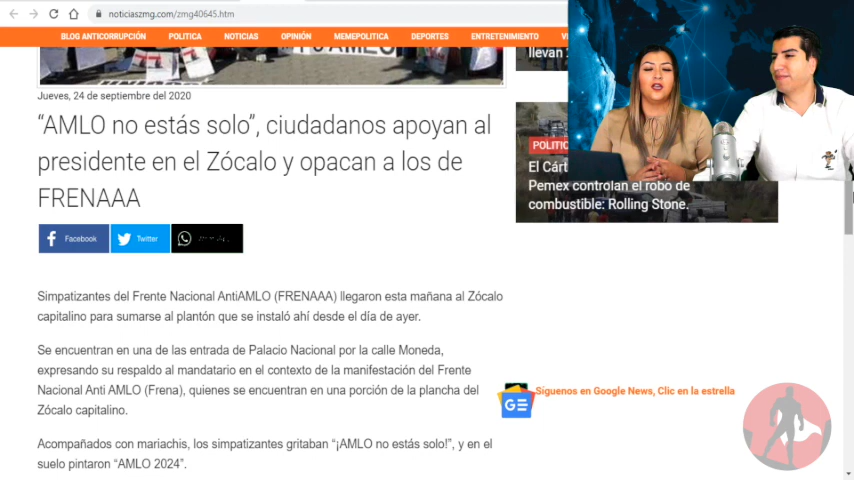 noticiaszmg.com/zmg40645.htm
BLOG ANTICORRUPCIÓN POLITICA NOTICIAS OPINIÓN MEMEPOLITICA DEPORTES ENTRETENIMIENTO
AMLO
llevan
Jueves, 24 de septiembre del 2020
“AMLO no estás solo”, ciudadanos apoyan al
presidente en el Zócalo y opacan a los de
FRENAAA
Facebook
Twitter
POLITIC
El Cárt
Pemex controlan el robo de
combustible: Rolling Stone.
Simpatizantes del Frente Nacional AntiAMLO (FRENAAA) llegaron esta mañana al Zócalo
capitalino para sumarse al plantón que se instaló ahí desde el día de ayer.
Se encuentran en una de las entrada de Palacio Nacional por la calle Moneda,
expresando su respaldo al mandatario en el contexto de la manifestación del Frente
Nacional Anti AMLO (Frena), quienes se encuentran en una porción de la plancha del
Zócalo capitalino.
Acompañados con mariachis, los simpatizantes gritaban “¡AMLO no estás solo!”, y en el
suelo pintaron “AMLO 2024”.
GE
Síguenos en Google News, Clic en la estrella